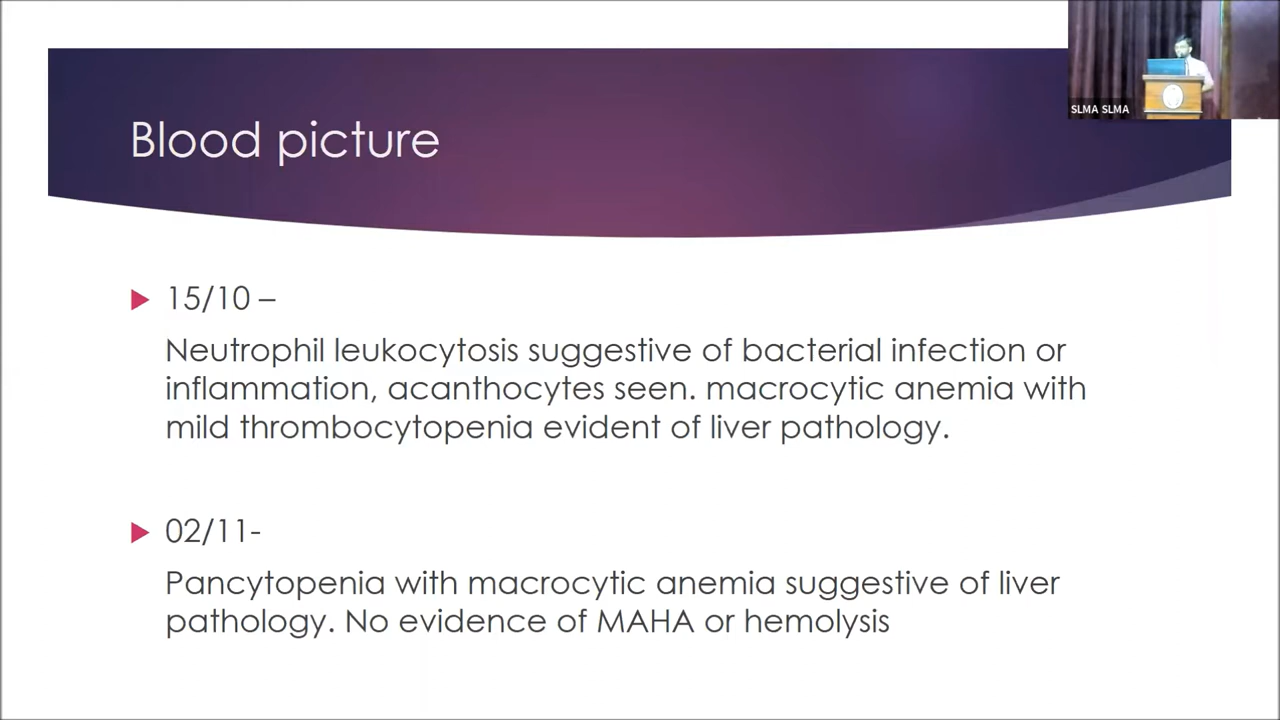 SLMA SLMA
Blood picture
15/10 –
Neutrophil leukocytosis suggestive of bacterial infection or
inflammation, acanthocytes seen. macrocytic anemia with
mild thrombocytopenia evident of liver pathology.
02/11-
Pancytopenia with macrocytic anemia suggestive of liver
pathology. No evidence of MAHA or hemolysis